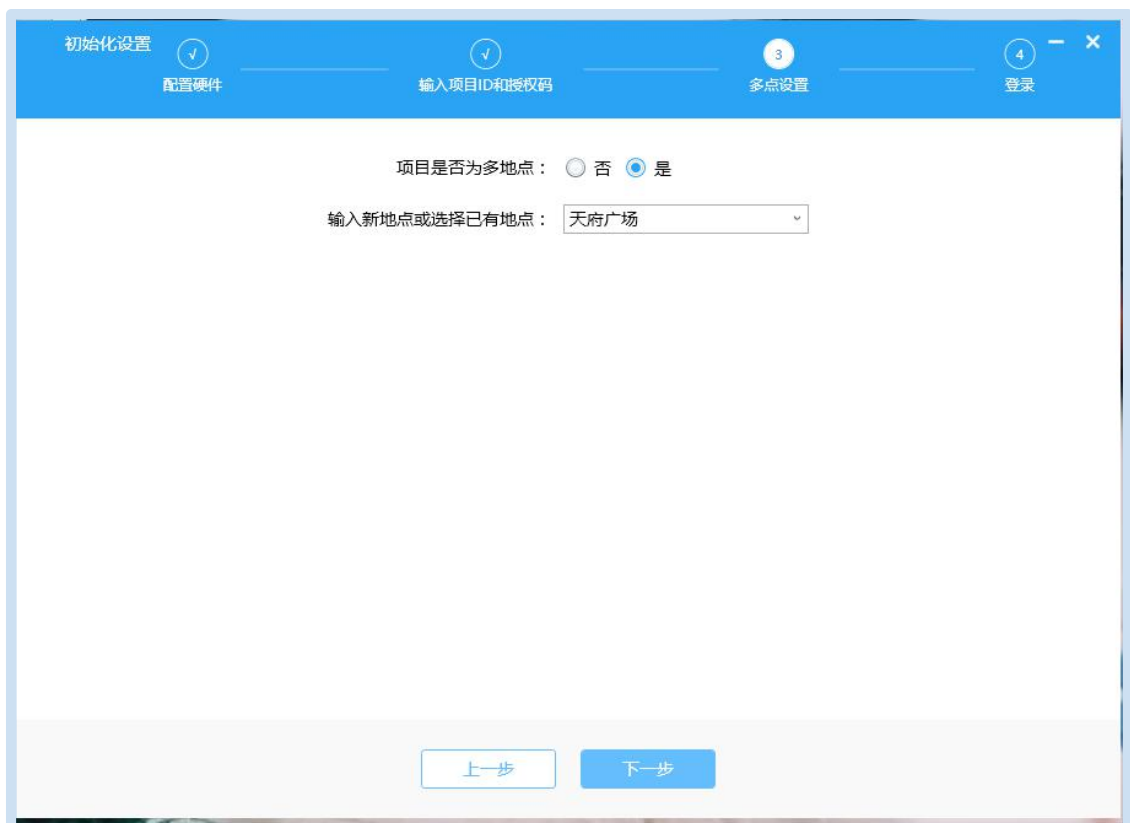 初始化设置
√ √ 3 4
配置硬件 输入项目ID和授权码 多点设置 登录
项目是否为多地点： 否 是
输入新地点或选择已有地点： 天府广场
上一步 下一步